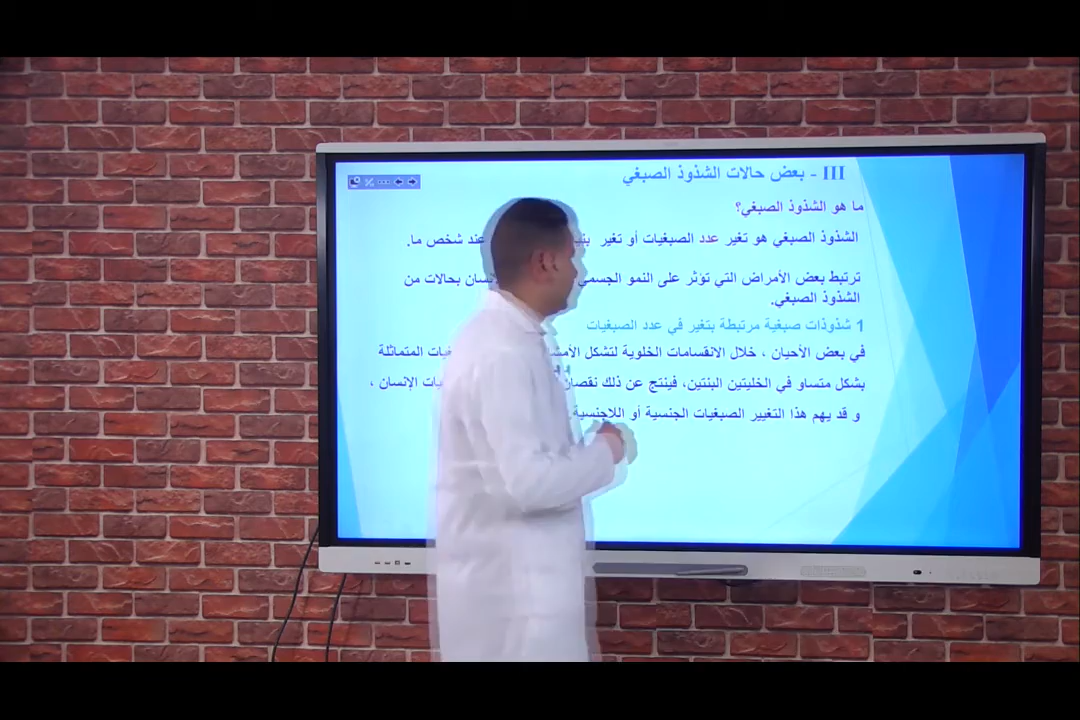 III - بعض حالات الشذوذ الصبغي
ما هو الشذوذ الصبغي؟
الشذوذ الصبغي هو تغير عدد الصبغيات أو تغير عند شخص ما.
ترتبط بعض الأمراض التي تؤثر على النمو الجسمي بحالات من
الشذوذ الصبغي.
1 شذوذات صبغية مرتبطة بتغير في عدد الصبغيات
في بعض الأحيان ، خلال الانقسامات الخلوية لتشكل المتماثلة
بشكل متساو في الخليتين البنتين، فينتج عن ذلك نقصان الإنسان ،
و قد يهم هذا التغيير الصبغيات الجنسية أو اللاجنسية